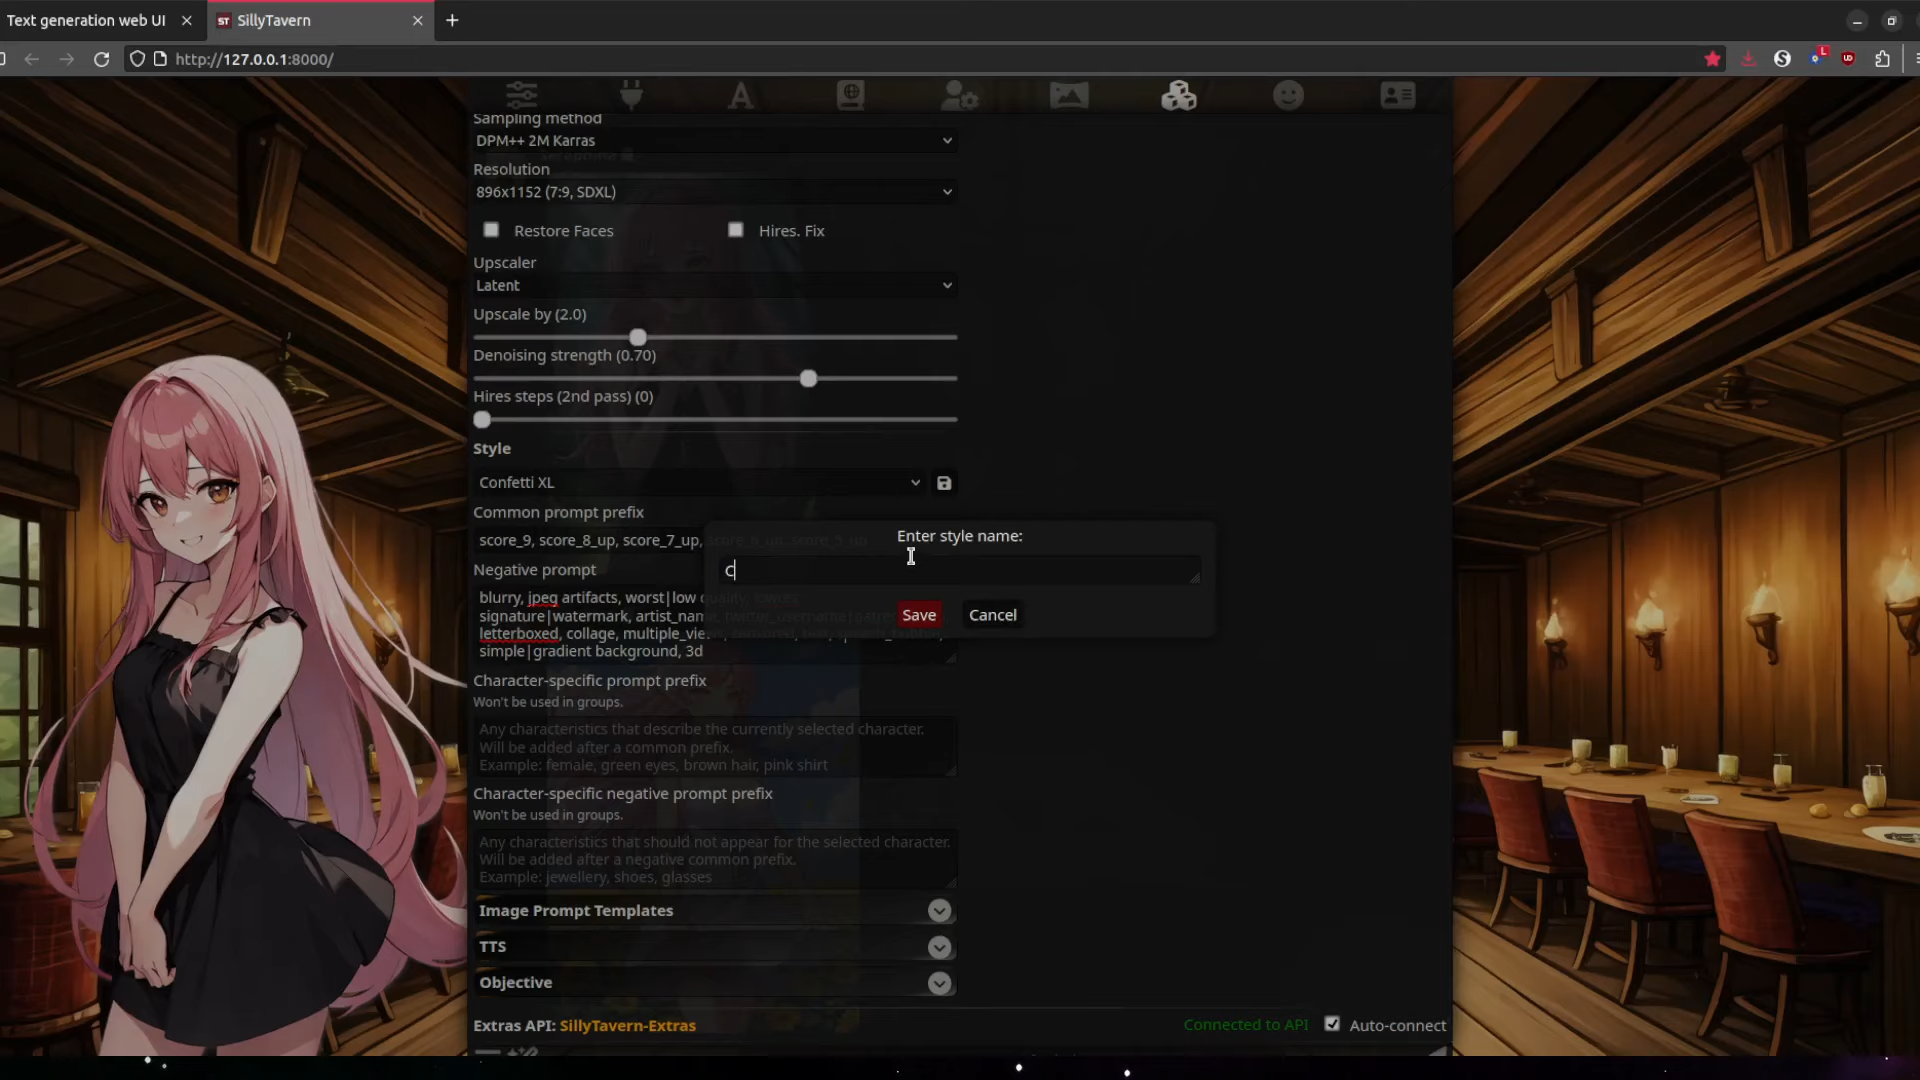 Text generation web UI
ST SillyTavern
http://127.0.0.1:8000/
Sampling method
DPM++ 2M Karras
Resolution
896x1152 (7:9, SDXL)
Restore Faces
Hires. Fix
Upscaler
Latent
Upscale by (2.0)
Denoising strength (0.70)
Hires steps (2nd pass) (0)
Style
Confetti XL
Common prompt prefix
score_9, score_8_up, score_7_up, score_6_up, score_5_up
Enter style name:
C
Save Cancel
Negative prompt
blurry, jpeg artifacts, worst|low quality, lowres,
signature|watermark, artist_name,
letterboxed, collage, multiple_views,
simple|gradient background, 3d
Character-specific prompt prefix
Won't be used in groups.
Any characteristics that describe the currently selected character.
Will be added after a common prefix.
Example: female, green eyes, brown hair, pink shirt
Character-specific negative prompt prefix
Won't be used in groups.
Any characteristics that should not appear for the selected character.
Will be added after a negative common prefix.
Example: jewellery, shoes, glasses
Image Prompt Templates
TTS
Objective
Extras API: SillyTavern-Extras
Connected to API
Auto-connect